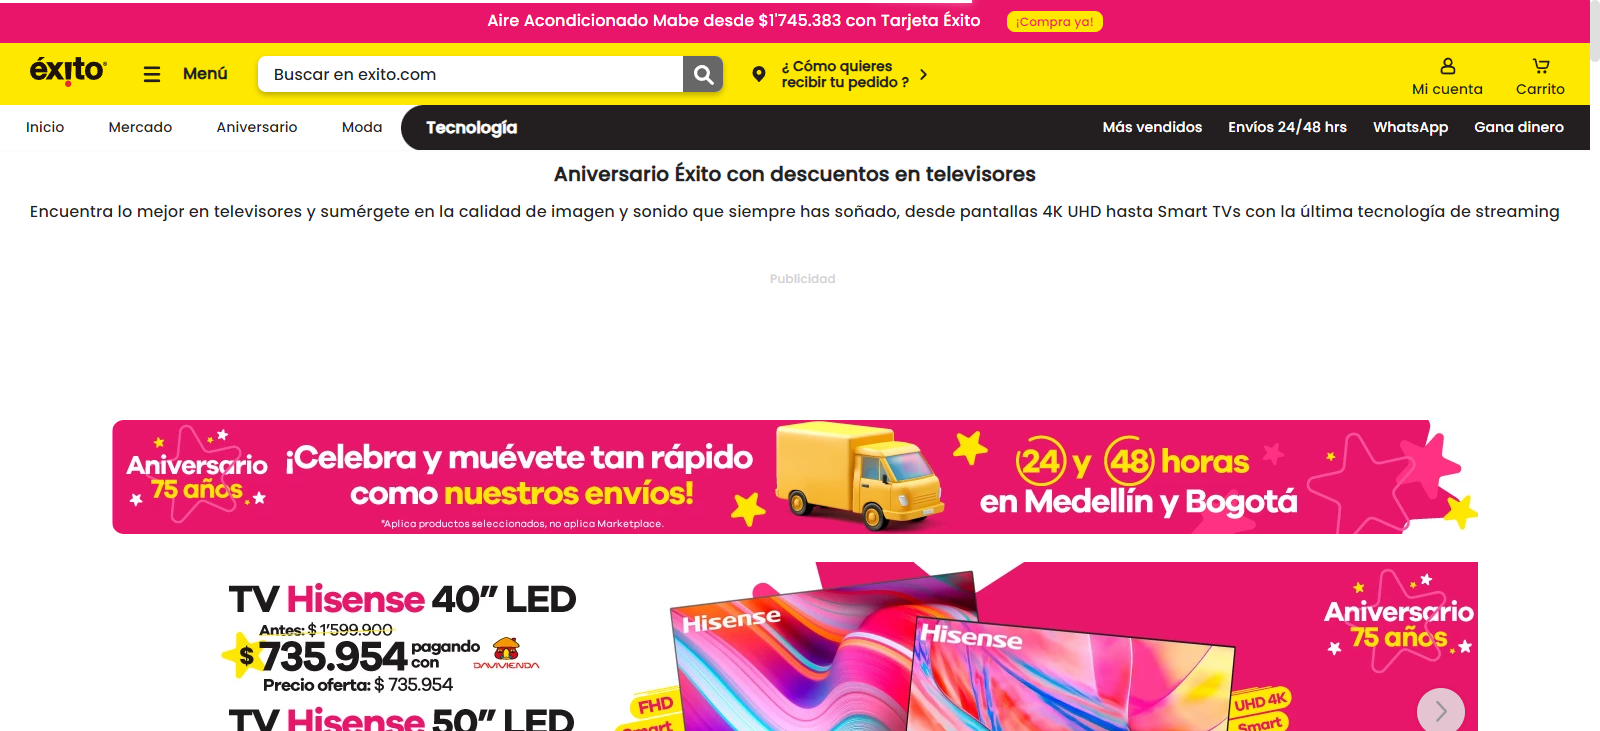 Aire Acondicionado Mabe desde $1'745.383 con Tarjeta Éxito
¡Compra ya!
éxito
Menú
Buscar en exito.com
¿ Cómo quieres
recibir tu pedido ?
Mi cuenta
Carrito
Inicio
Mercado
Aniversario
Moda
Tecnología
Más vendidos
Envíos 24/48 hrs
WhatsApp
Gana dinero
Aniversario Éxito con descuentos en televisores
Encuentra lo mejor en televisores y sumérgete en la calidad de imagen y sonido que siempre has soñado, desde pantallas 4K UHD hasta Smart TVs con la última tecnología de streaming
Publicidad
Aniversario
75 años
¡Celebra y muévete tan rápido
como nuestros envíos!
*Aplica productos seleccionados, no aplica Marketplace.
24 y 48 horas
en Medellín y Bogotá
TV Hisense 40” LED
Antes: $ 1'599.900
$ 735.954 pagando
con
DAVIVIENDA
Precio oferta: $ 735.954
TV Hisense 50” LED
Hisense
Hisense
FHD
Smart
UHD 4K
Smart
Aniversario
75 años